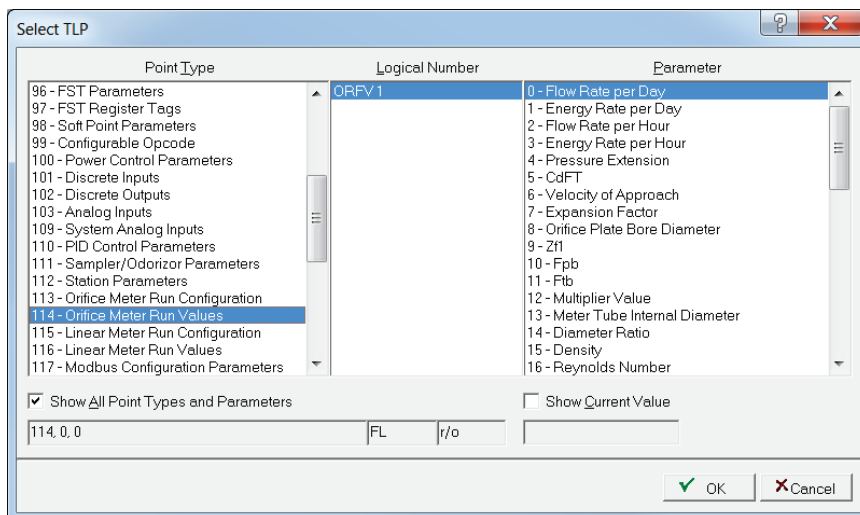 Select TLP
Point Type
Logical Number
Parameter
96 - FST Parameters
97 - FST Register Tags
98 - Soft Point Parameters
99 - Configurable Opcode
100 - Power Control Parameters
101 - Discrete Inputs
102 - Discrete Outputs
103 - Analog Inputs
109 - System Analog Inputs
110 - PID Control Parameters
111 - Sampler/Odorizor Parameters
112 - Station Parameters
113 - Orifice Meter Run Configuration
114 - Orifice Meter Run Values
115 - Linear Meter Run Configuration
116 - Linear Meter Run Values
117 - Modbus Configuration Parameters
ORFV 1
0 - Flow Rate per Day
1 - Energy Rate per Day
2 - Flow Rate per Hour
3 - Energy Rate per Hour
4 - Pressure Extension
5 - CdFT
6 - Velocity of Approach
7 - Expansion Factor
8 - Orifice Plate Bore Diameter
9 - Zf1
10 - Fpb
11 - Ftb
12 - Multiplier Value
13 - Meter Tube Internal Diameter
14 - Diameter Ratio
15 - Density
16 - Reynolds Number
Show All Point Types and Parameters
Show Current Value
114, 0, 0
FL
r/o
OK
Cancel